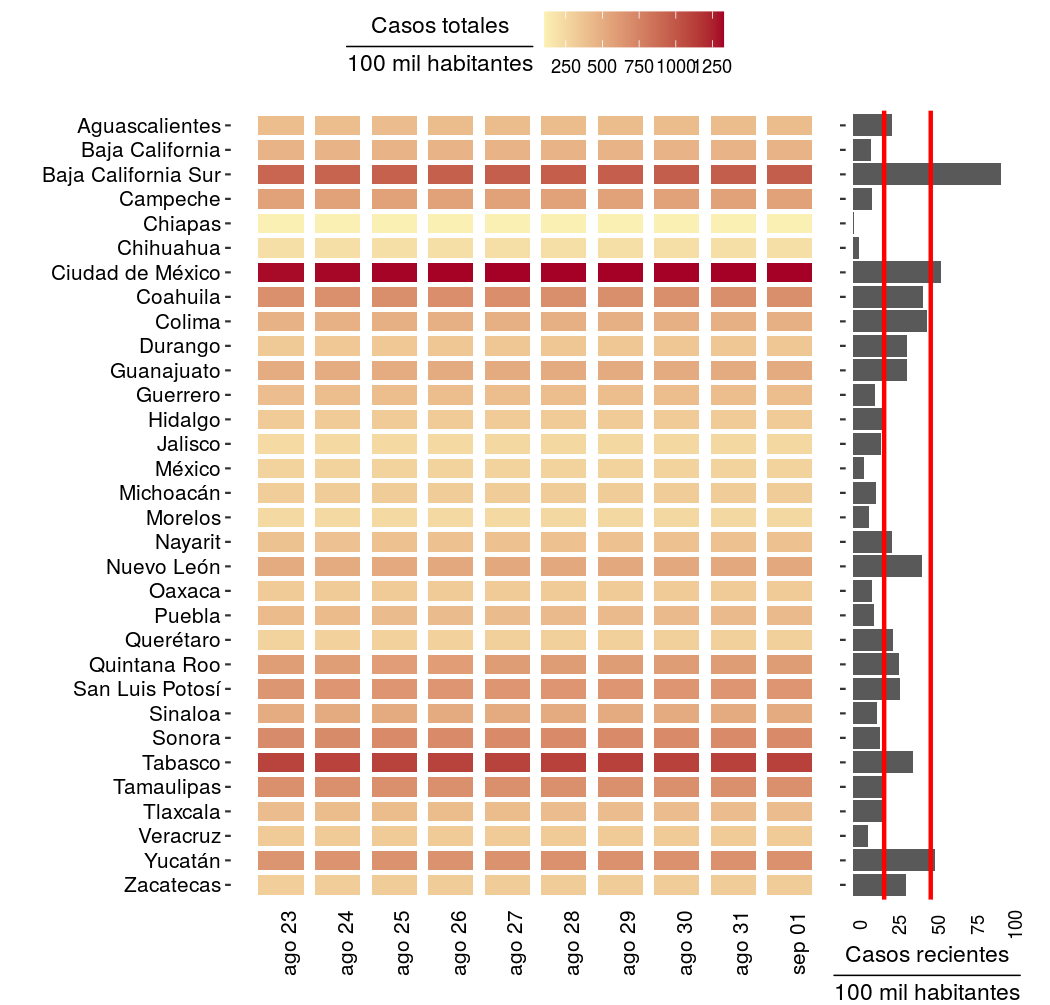 Casos totales
100 mil habitantes
250 500 750 1000 1250
Aguascalientes
Baja California
Baja California Sur
Campeche
Chiapas
Chihuahua
Ciudad de México
Coahuila
Colima
Durango
Guanajuato
Guerrero
Hidalgo
Jalisco
México
Michoacán
Morelos
Nayarit
Nuevo León
Oaxaca
Puebla
Querétaro
Quintana Roo
San Luis Potosí
Sinaloa
Sonora
Tabasco
Tamaulipas
Tlaxcala
Veracruz
Yucatán
Zacatecas
ago 23
ago 24
ago 25
ago 26
ago 27
ago 28
ago 29
ago 30
ago 31
sep 01
0
25
50
75
100
Casos recientes
100 mil habitantes